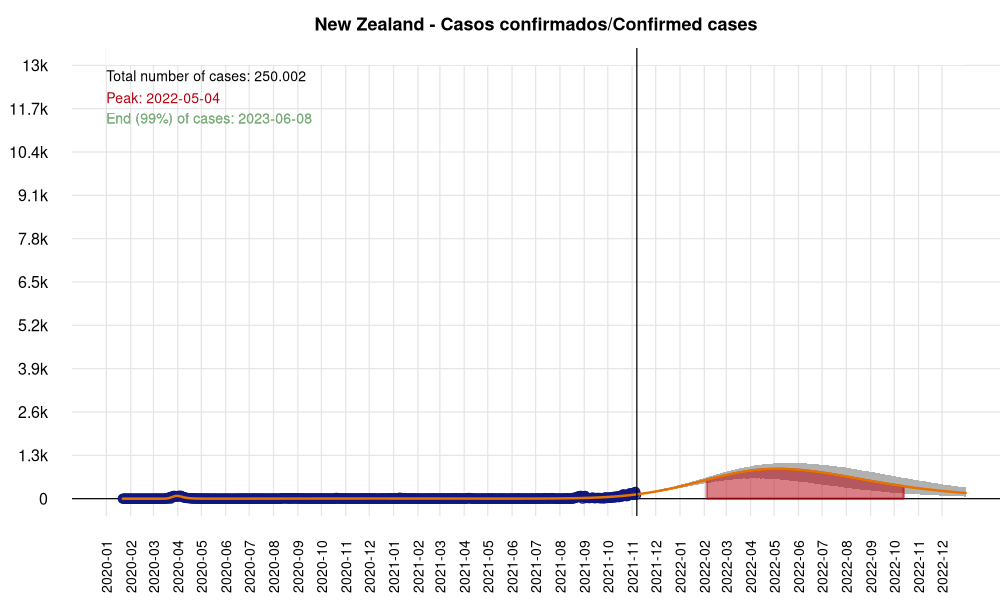 New Zealand - Casos confirmados/Confirmed cases
Total number of cases: 250.002
Peak: 2022-05-04
End (99%) of cases: 2023-06-08
13k
11.7k
10.4k
9.1k
7.8k
6.5k
5.2k
3.9k
2.6k
1.3k
0
2020-01
2020-02
2020-03
2020-04
2020-05
2020-06
2020-07
2020-08
2020-09
2020-10
2020-11
2020-12
2021-01
2021-02
2021-03
2021-04
2021-05
2021-06
2021-07
2021-08
2021-09
2021-10
2021-11
2021-12
2022-01
2022-02
2022-03
2022-04
2022-05
2022-06
2022-07
2022-08
2022-09
2022-10
2022-11
2022-12